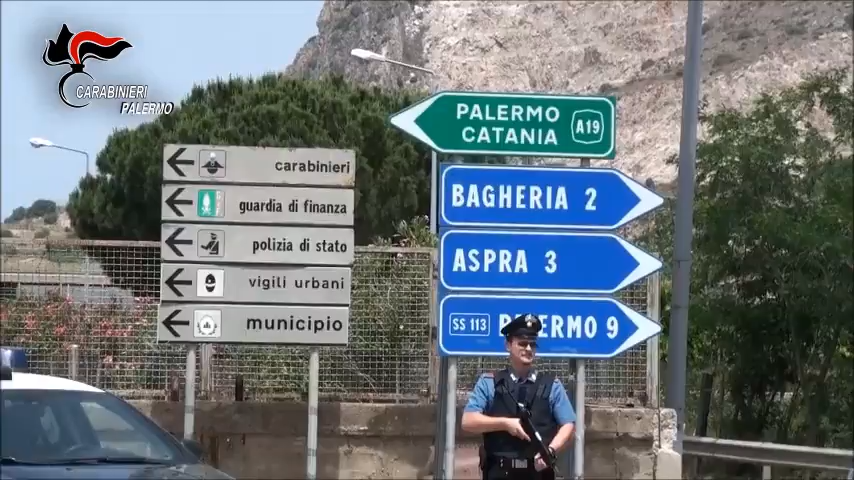 CARABINIERI
PALERMO
carabinieri
guardia di finanza
polizia di stato
vigili urbani
municipio
PALERMO
CATANIA
A19
BAGHERIA 2
ASPRA 3
SS 113
PALERMO 9